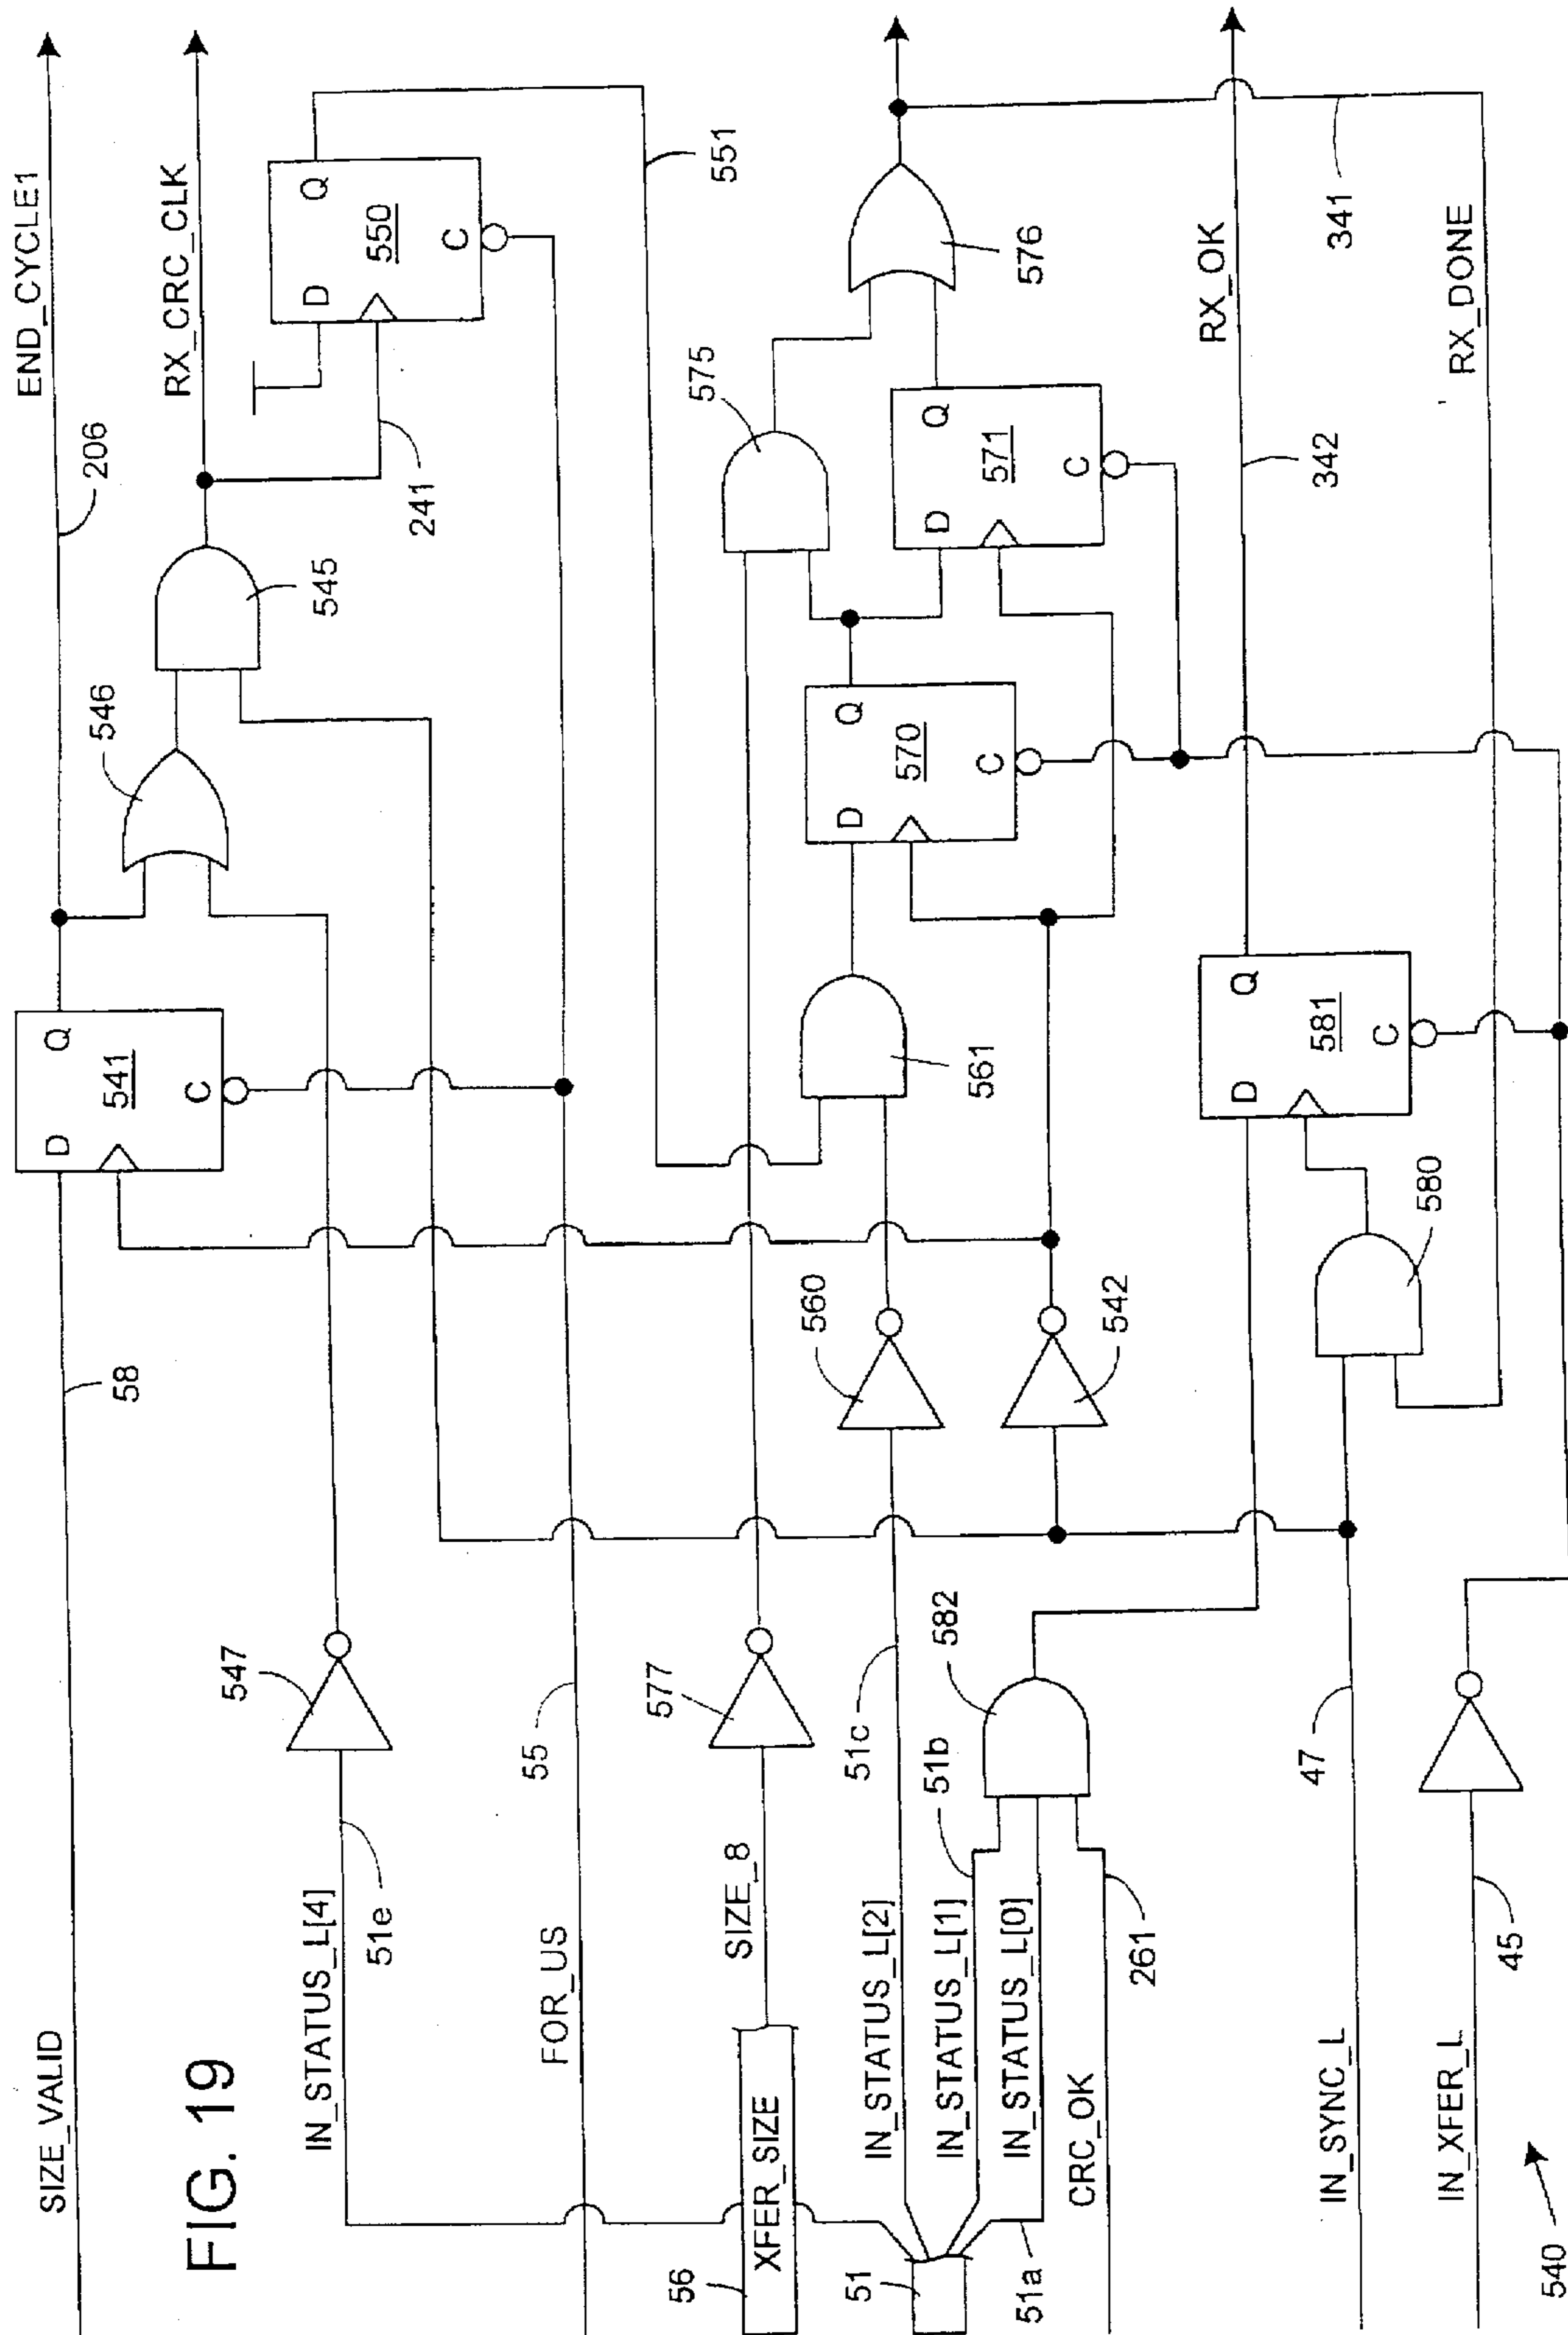 FIG. 19
SIZE_VALID
58
541
D
Q
C
206
END_CYCLE1
IN_STATUS_L[4]
51e
547
546
545
RX_CRC_CLK
241
D
Q
550
C
FOR_US
55
551
56
XFER_SIZE
SIZE_8
577
575
576
51
IN_STATUS_L[2]
51c
560
561
D
Q
570
C
D
Q
571
C
IN_STATUS_L[1]
51b
IN_STATUS_L[0]
51a
582
542
CRC_OK
261
D
Q
581
C
RX_OK
342
341
IN_SYNC_L
47
580
RX_DONE
IN_XFER_L
45
540